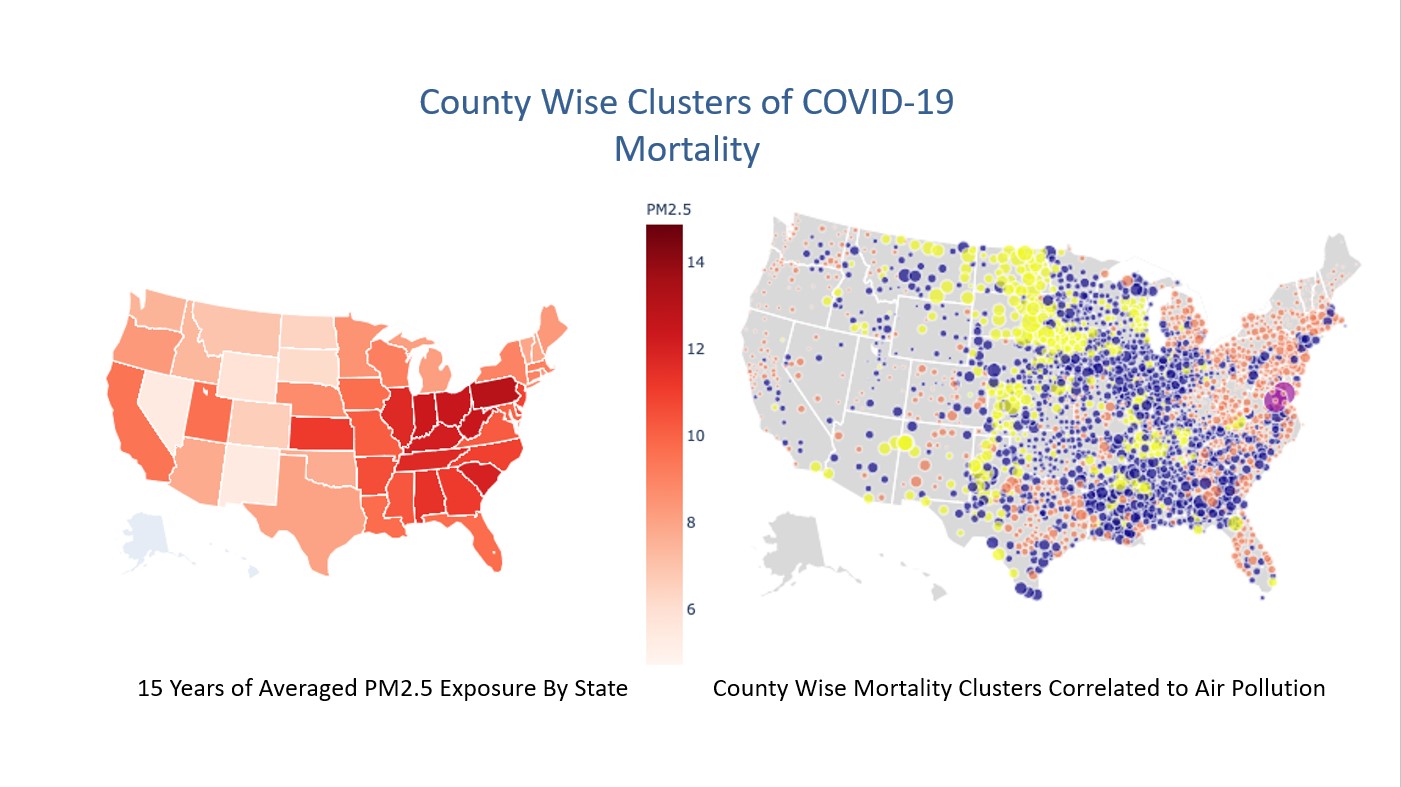 County Wise Clusters of COVID-19
Mortality
PM2.5
14
12
10
8
6
15 Years of Averaged PM2.5 Exposure By State
County Wise Mortality Clusters Correlated to Air Pollution